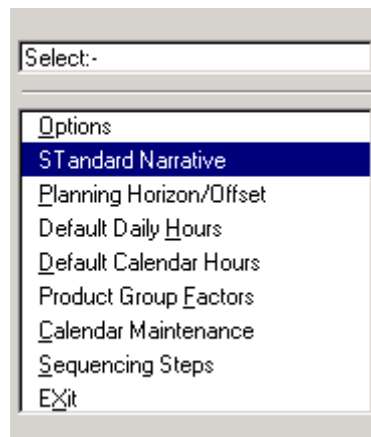 Select:-
Options
STandard Narrative
Planning Horizon/Offset
Default Daily Hours
Default Calendar Hours
Product Group Factors
Calendar Maintenance
Sequencing Steps
EXit